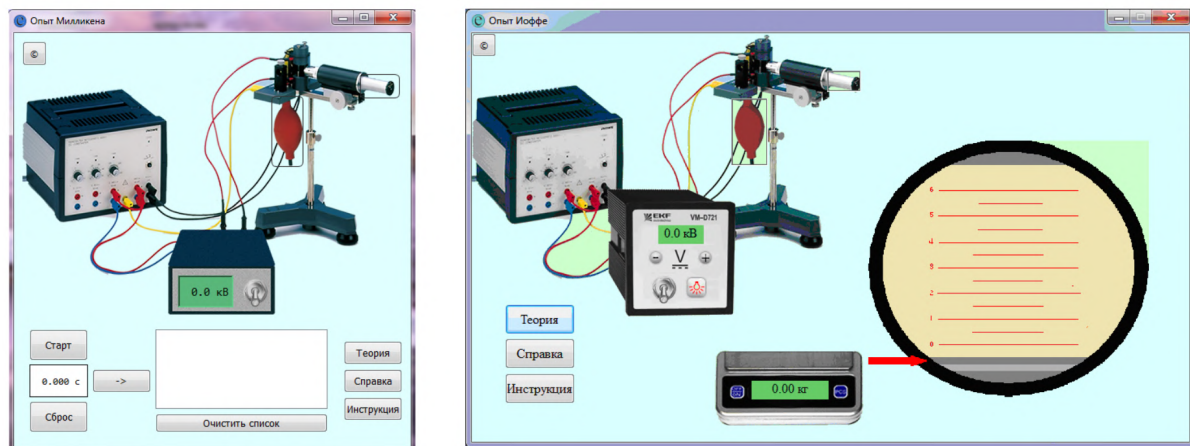 Опыт Милликена
©
0.0 кВ
Старт
0.000 с
->
Сброс
Очистить список
Теория
Справка
Инструкция
Опыт Иоффе
©
EKF
VM-D721
0.0 кВ
V
Теория
Справка
Инструкция
0.00 кг
6
5
4
3
2
1
0